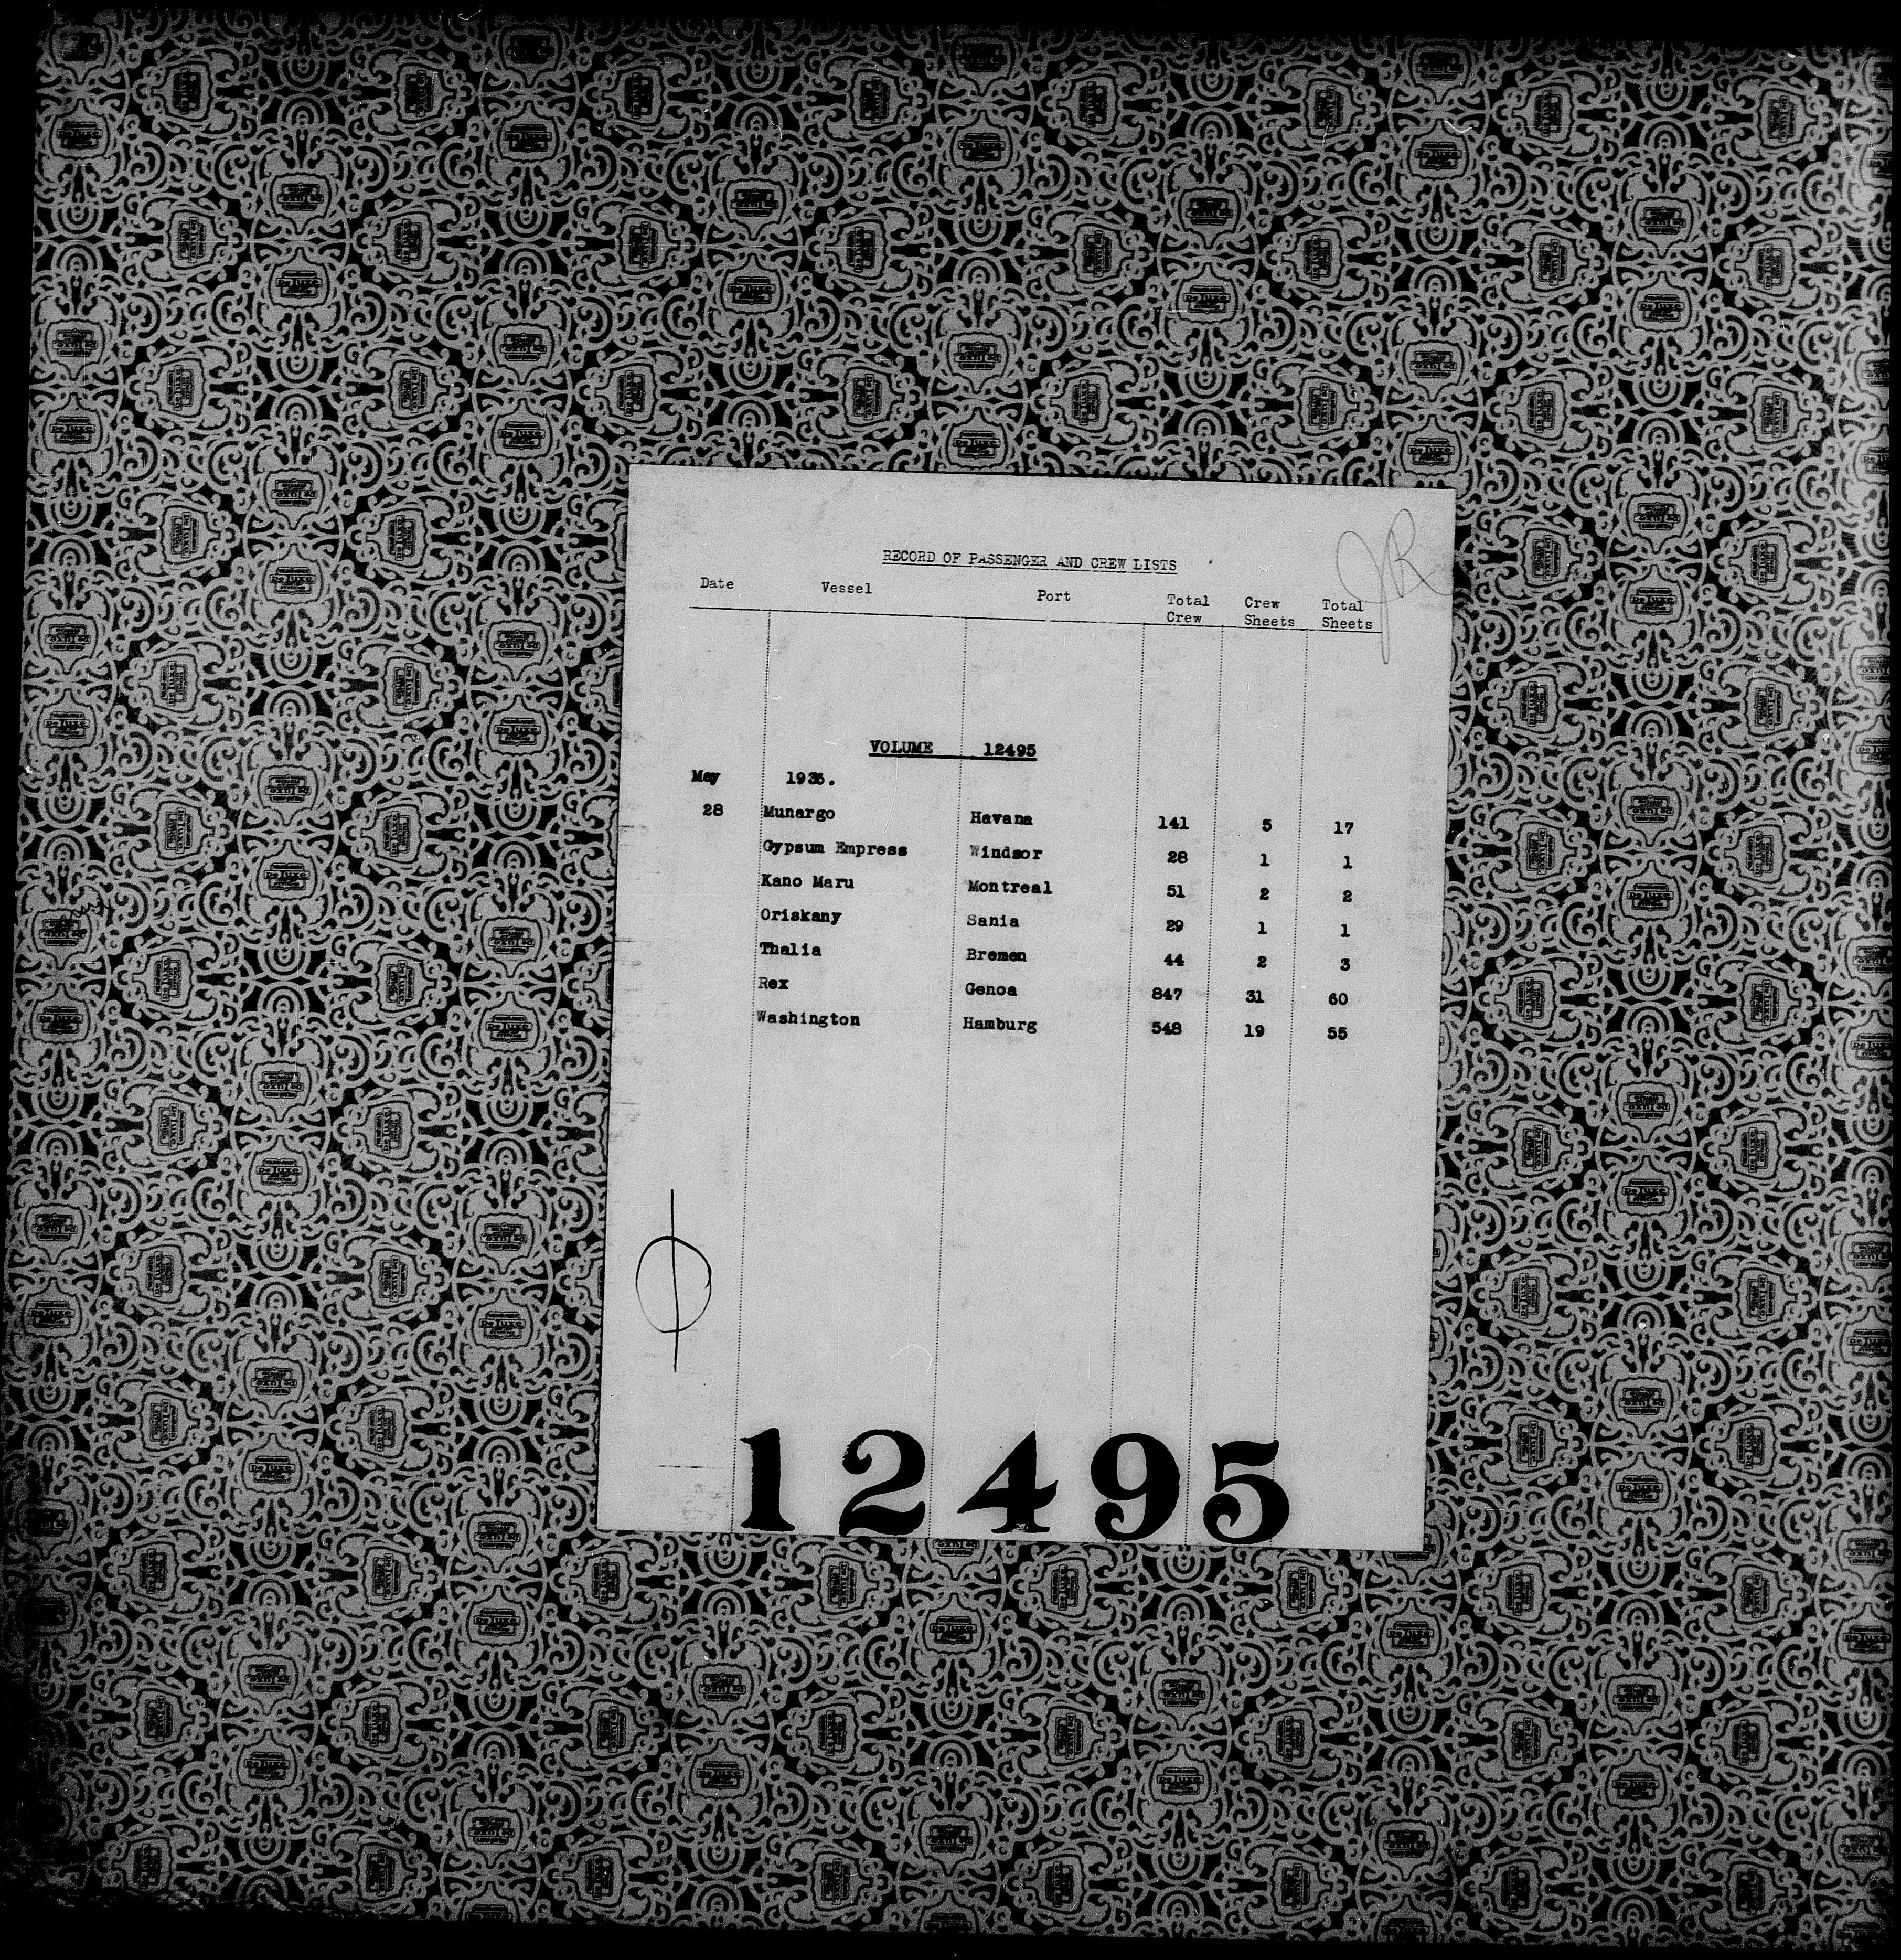 RECORD OF PASSENGER AND CREW LISTS
JR
Date Vessel Port Total Crew Crew Sheets Total Sheets
VOLUME 12495
May 1936.
28 Munargo Havana 141 5 17
Gypsum Empress Windsor 28 1 1
Kano Maru Montreal 51 2 2
Oriskany Sania 29 1 1
Thalia Bremen 44 2 3
Rex Genoa 847 31 60
Washington Hamburg 548 19 55
12495